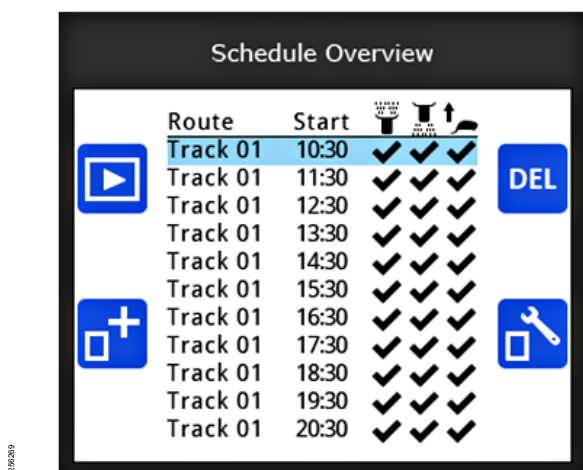 Schedule Overview
Route Start
Track 01 10:30
Track 01 11:30
Track 01 12:30
Track 01 13:30
Track 01 14:30
Track 01 15:30
Track 01 16:30
Track 01 17:30
Track 01 18:30
Track 01 19:30
Track 01 20:30
DEL
256269